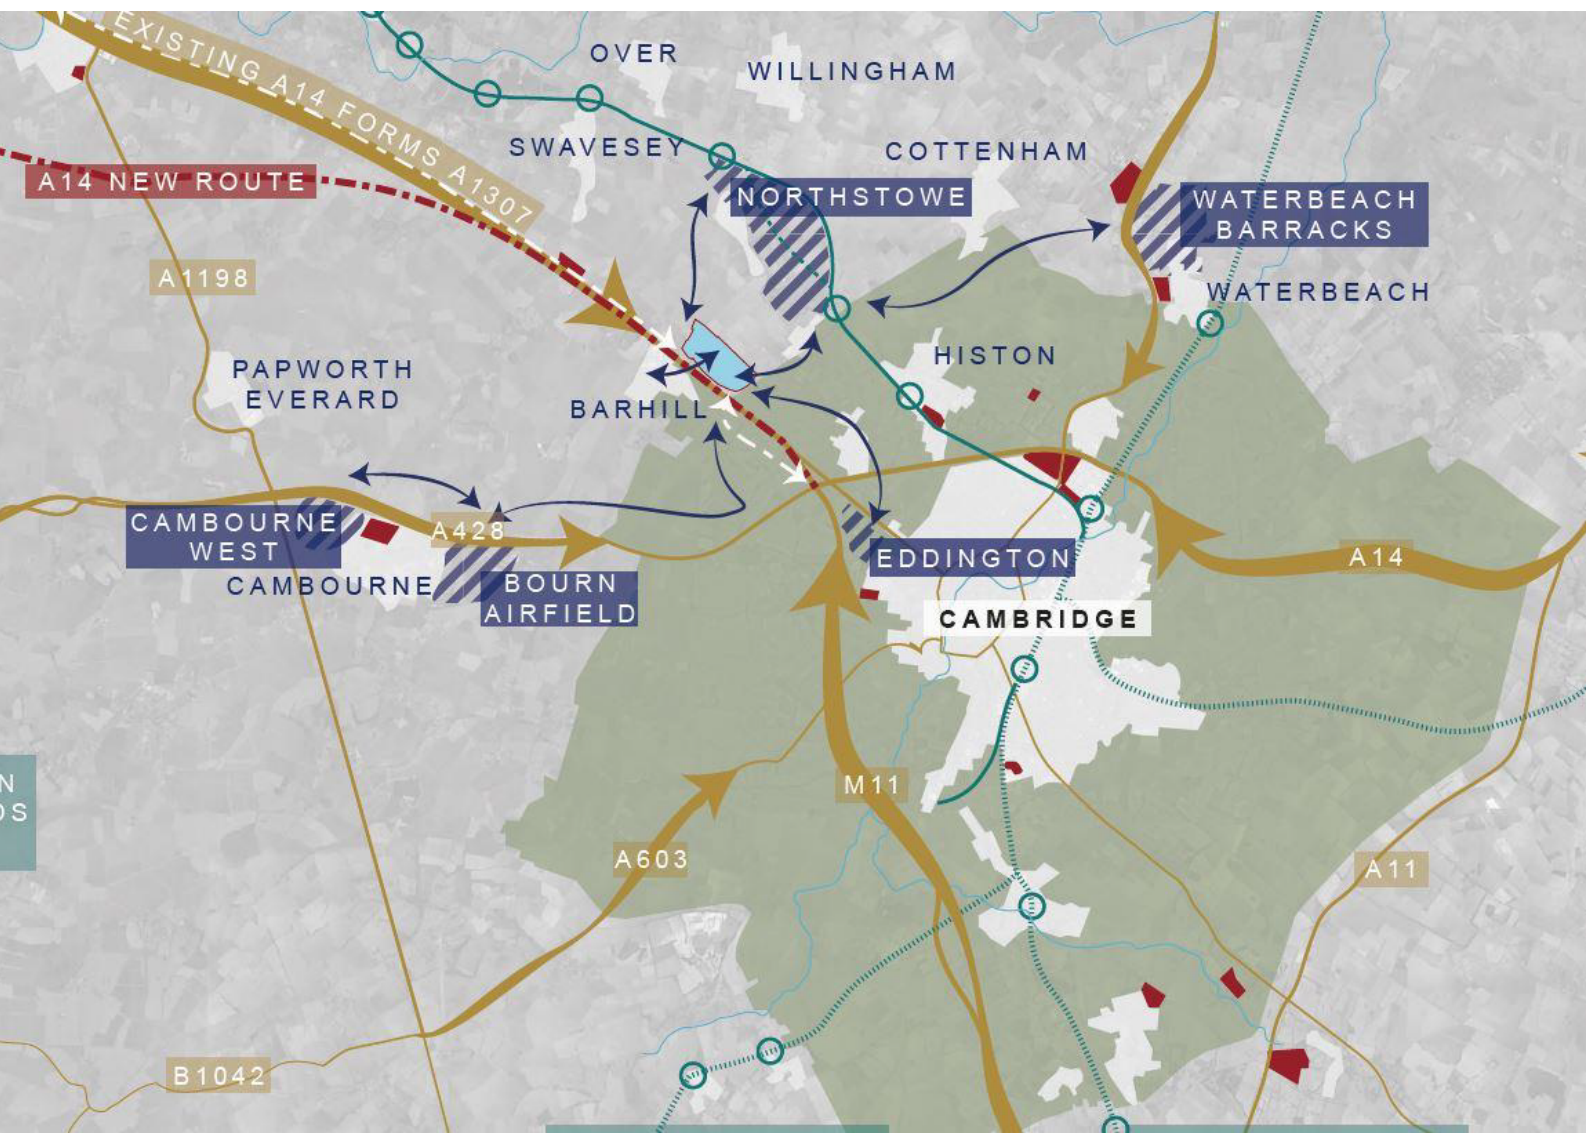 EXISTING A14 FORMS A1307
OVER
WILLINGHAM
SWAVESEY
COTTENHAM
A14 NEW ROUTE
NORTHSTOWE
WATERBEACH
BARRACKS
A1198
WATERBEACH
HISTON
PAPWORTH
EVERARD
BARHILL
CAMBOURNE
WEST
A428
A14
EDDINGTON
CAMBOURNE
BOURN
AIRFIELD
CAMBRIDGE
N
DS
M11
A603
A11
B1042